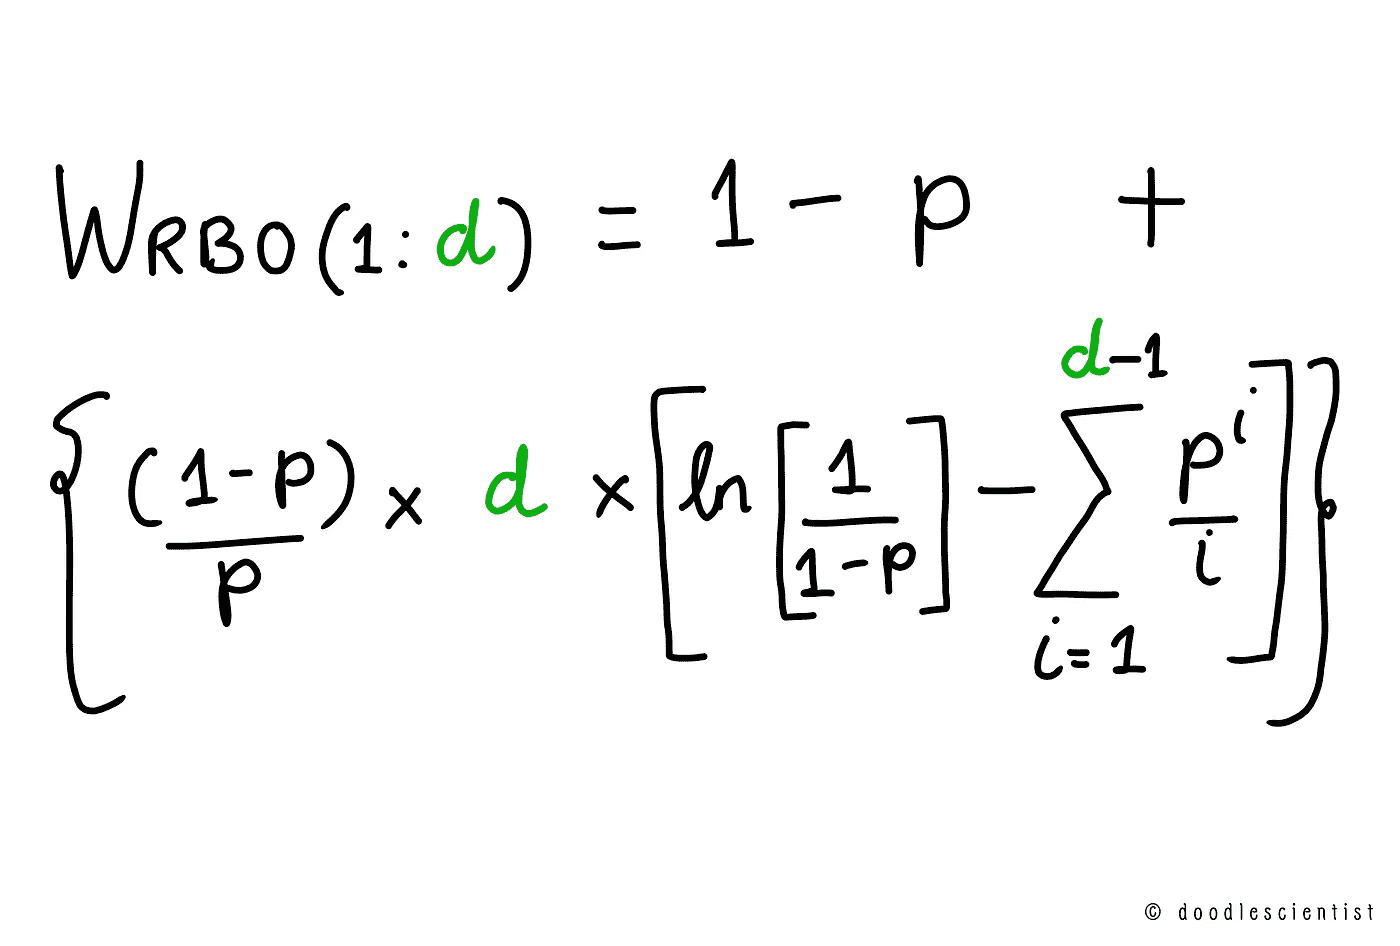 WRBO(1:d) = 1 - p +
{ (1-p)/p × d × [ ln [ 1/(1-p) ] - ∑_{i=1}^{d-1} p^i/i ] }
© doodlescientist